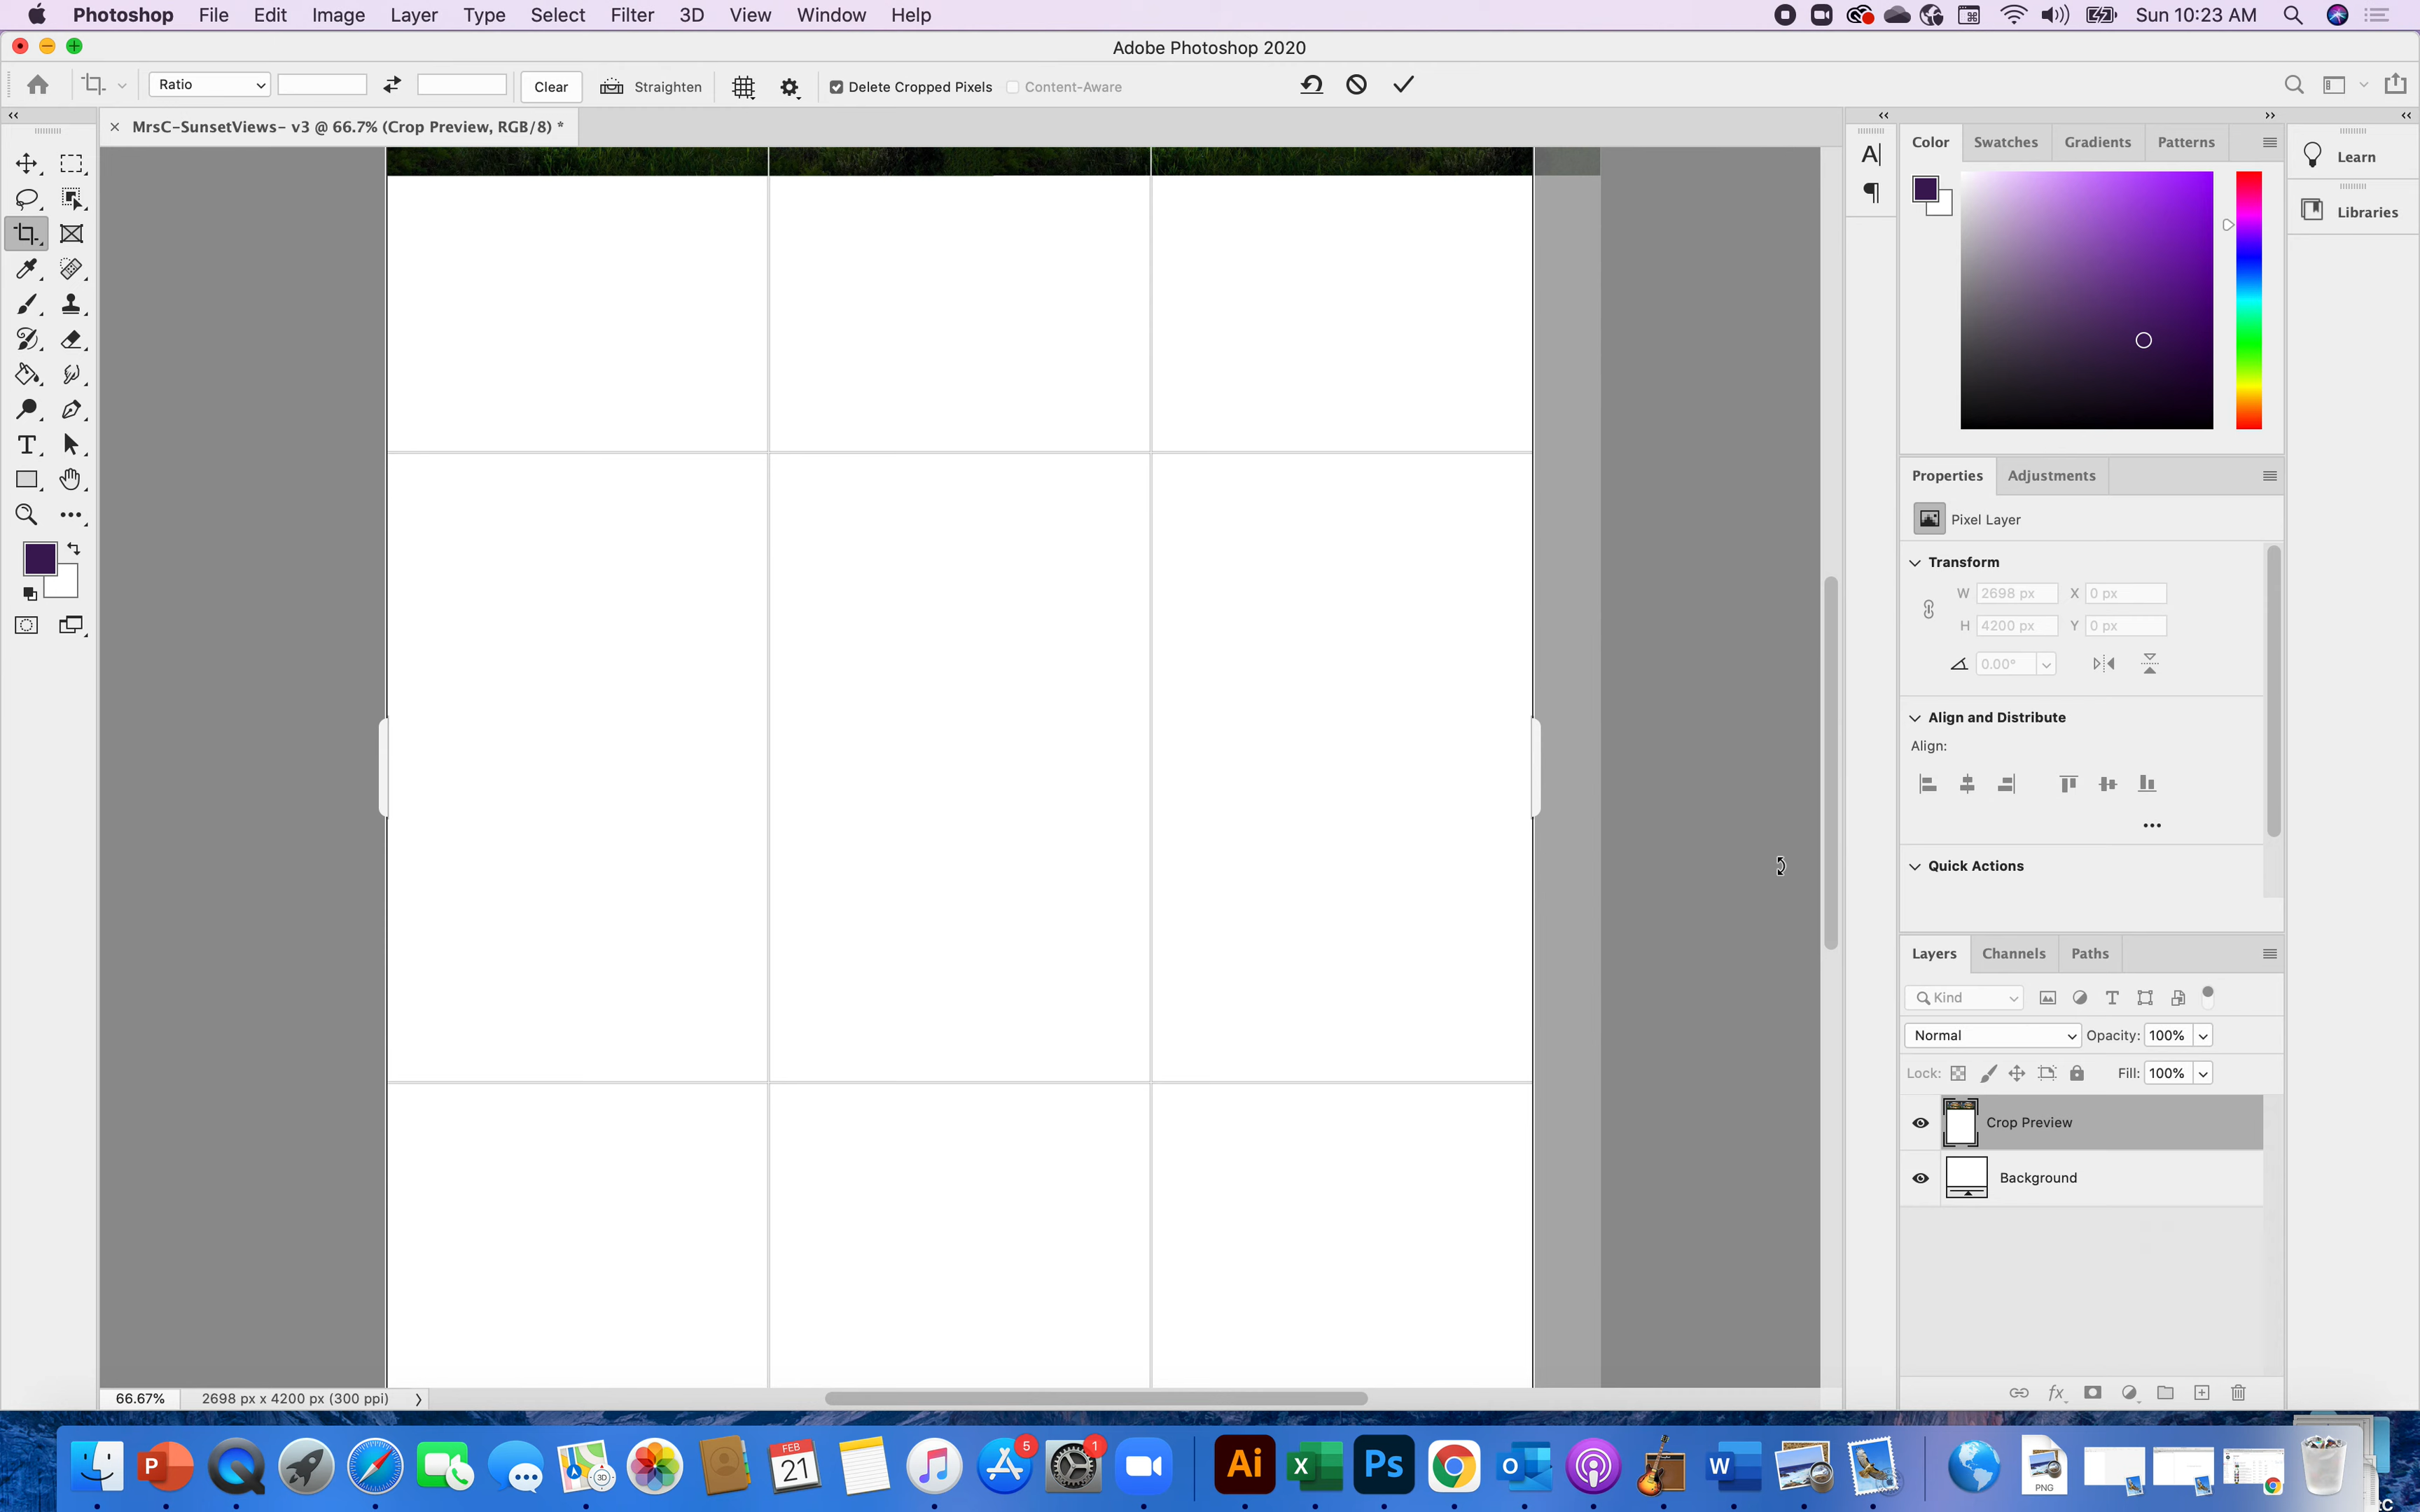 Photoshop File Edit Image Layer Type Select Filter 3D View Window Help Sun 10:23 AM
Adobe Photoshop 2020
Ratio Clear Straighten Delete Cropped Pixels Content-Aware
× MrsC-SunsetViews- v3 @ 66.7% (Crop Preview, RGB/8) *
Color Swatches Gradients Patterns
Learn
Libraries
Properties Adjustments
Pixel Layer
Transform
W 2698 px X 0 px
H 4200 px Y 0 px
0.00°
Align and Distribute
Align:
Quick Actions
Layers Channels Paths
Kind
Normal Opacity: 100%
Lock: Fill: 100%
Crop Preview
Background
66.67% 2698 px x 4200 px (300 ppi)
P 3D FEB 21 5 1 Ai X Ps O W PNG